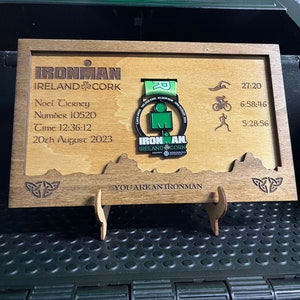 IRONMAN
IRELAND CORK
Noel Tierney
Number 10520
Time 12:36:12
20th August 2023
27:20
6:58:46
5:28:56
IRONMAN
IRELAND CORK
YOU ARE AN IRONMAN